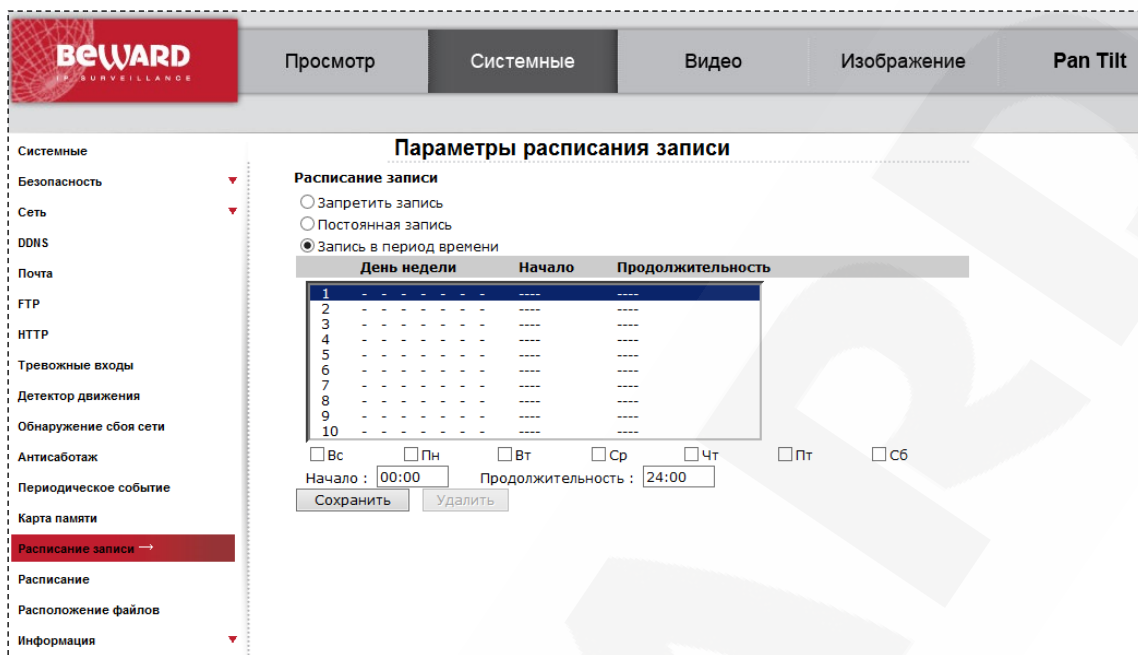 BEWARD
IP SURVEILLANCE
Просмотр Системные Видео Изображение Pan Tilt
Системные
Безопасность
Сеть
DDNS
Почта
FTP
HTTP
Тревожные входы
Детектор движения
Обнаружение сбоя сети
Антисаботаж
Периодическое событие
Карта памяти
Расписание записи →
Расписание
Расположение файлов
Информация
Параметры расписания записи
Расписание записи
Запретить запись
Постоянная запись
Запись в период времени
День недели Начало Продолжительность
1 - - - - - - - ---- ----
2 - - - - - - - ---- ----
3 - - - - - - - ---- ----
4 - - - - - - - ---- ----
5 - - - - - - - ---- ----
6 - - - - - - - ---- ----
7 - - - - - - - ---- ----
8 - - - - - - - ---- ----
9 - - - - - - - ---- ----
10 - - - - - - - ---- ----
Вс Пн Вт Ср Чт Пт Сб
Начало : 00:00 Продолжительность : 24:00
Сохранить Удалить